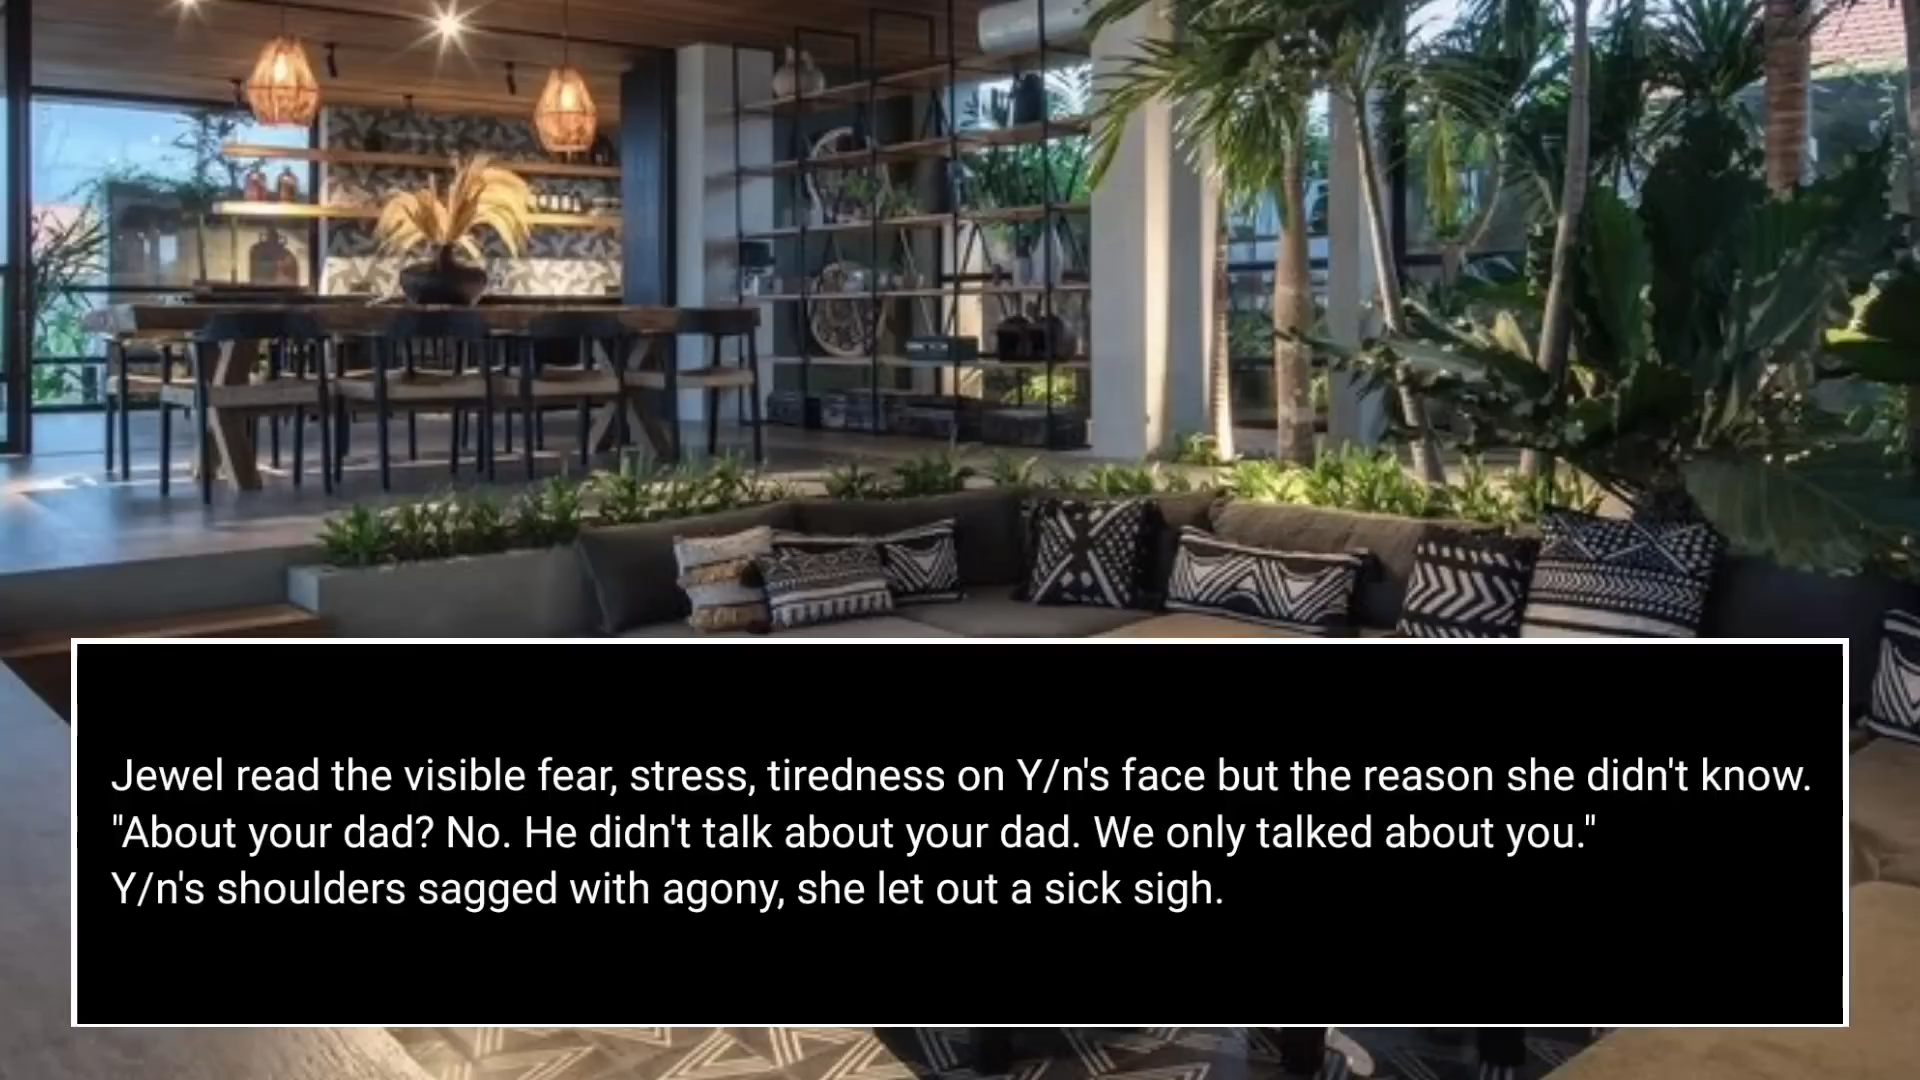 Jewel read the visible fear, stress, tiredness on Y/n's face but the reason she didn't know.
"About your dad? No. He didn't talk about your dad. We only talked about you."
Y/n's shoulders sagged with agony, she let out a sick sigh.